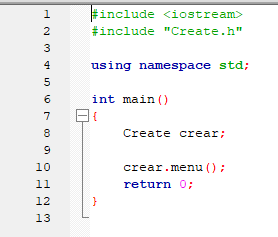 1 #include <iostream>
2 #include "Create.h"
3
4 using namespace std;
5
6 int main()
7 {
8 Create crear;
9
10 crear.menu();
11 return 0;
12 }
13